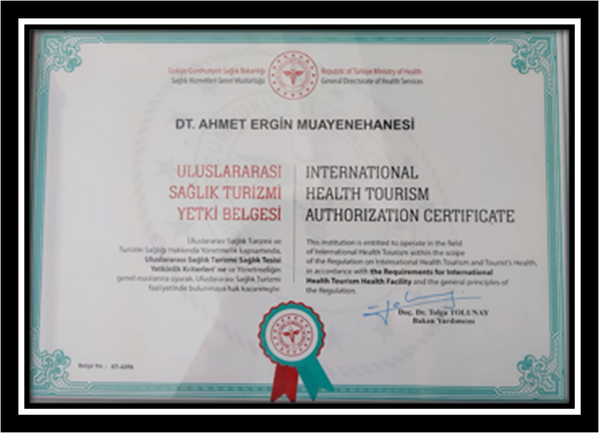 Türkiye Cumhuriyeti Sağlık Bakanlığı
Sağlık Hizmetleri Genel Müdürlüğü
Republic of Türkiye Ministry of Health
General Directorate of Health Services
DT. AHMET ERGİN MUAYENEHANESİ
ULUSLARARASI
SAĞLIK TURİZMİ
YETKİ BELGESİ
INTERNATIONAL
HEALTH TOURISM
AUTHORIZATION CERTIFICATE
Uluslararası Sağlık Turizmi ve
Turistin Sağlığı Hakkında Yönetmelik kapsamında,
Uluslararası Sağlık Turizmi Sağlık Tesisi
Yetkinlik Kriterleri' ne ve Yönetmeliğin
genel esaslarına uyarak, Uluslararası Sağlık Turizmi
faaliyetinde bulunmaya hak kazanmıştır.
This institution is entitled to operate in the field
of International Health Tourism within the scope
of the Regulation on International Health Tourism and Tourist's Health,
in accordance with the Requirements for International
Health Tourism Health Facility and the general principles of
the Regulation.
Doç. Dr. Tolga TOLUNAY
Bakan Yardımcısı
Belge No. :